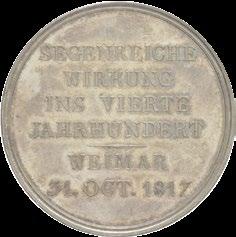 SEGENREICHE
WIRKUNG
INS VIERTE
JAHRHUNDERT
WEIMAR
31. OCT. 1817.